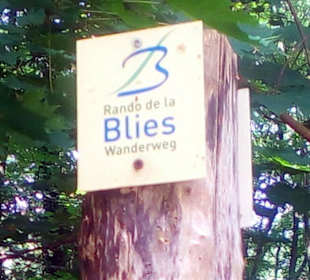 B
Rando de la
Blies
Wanderweg